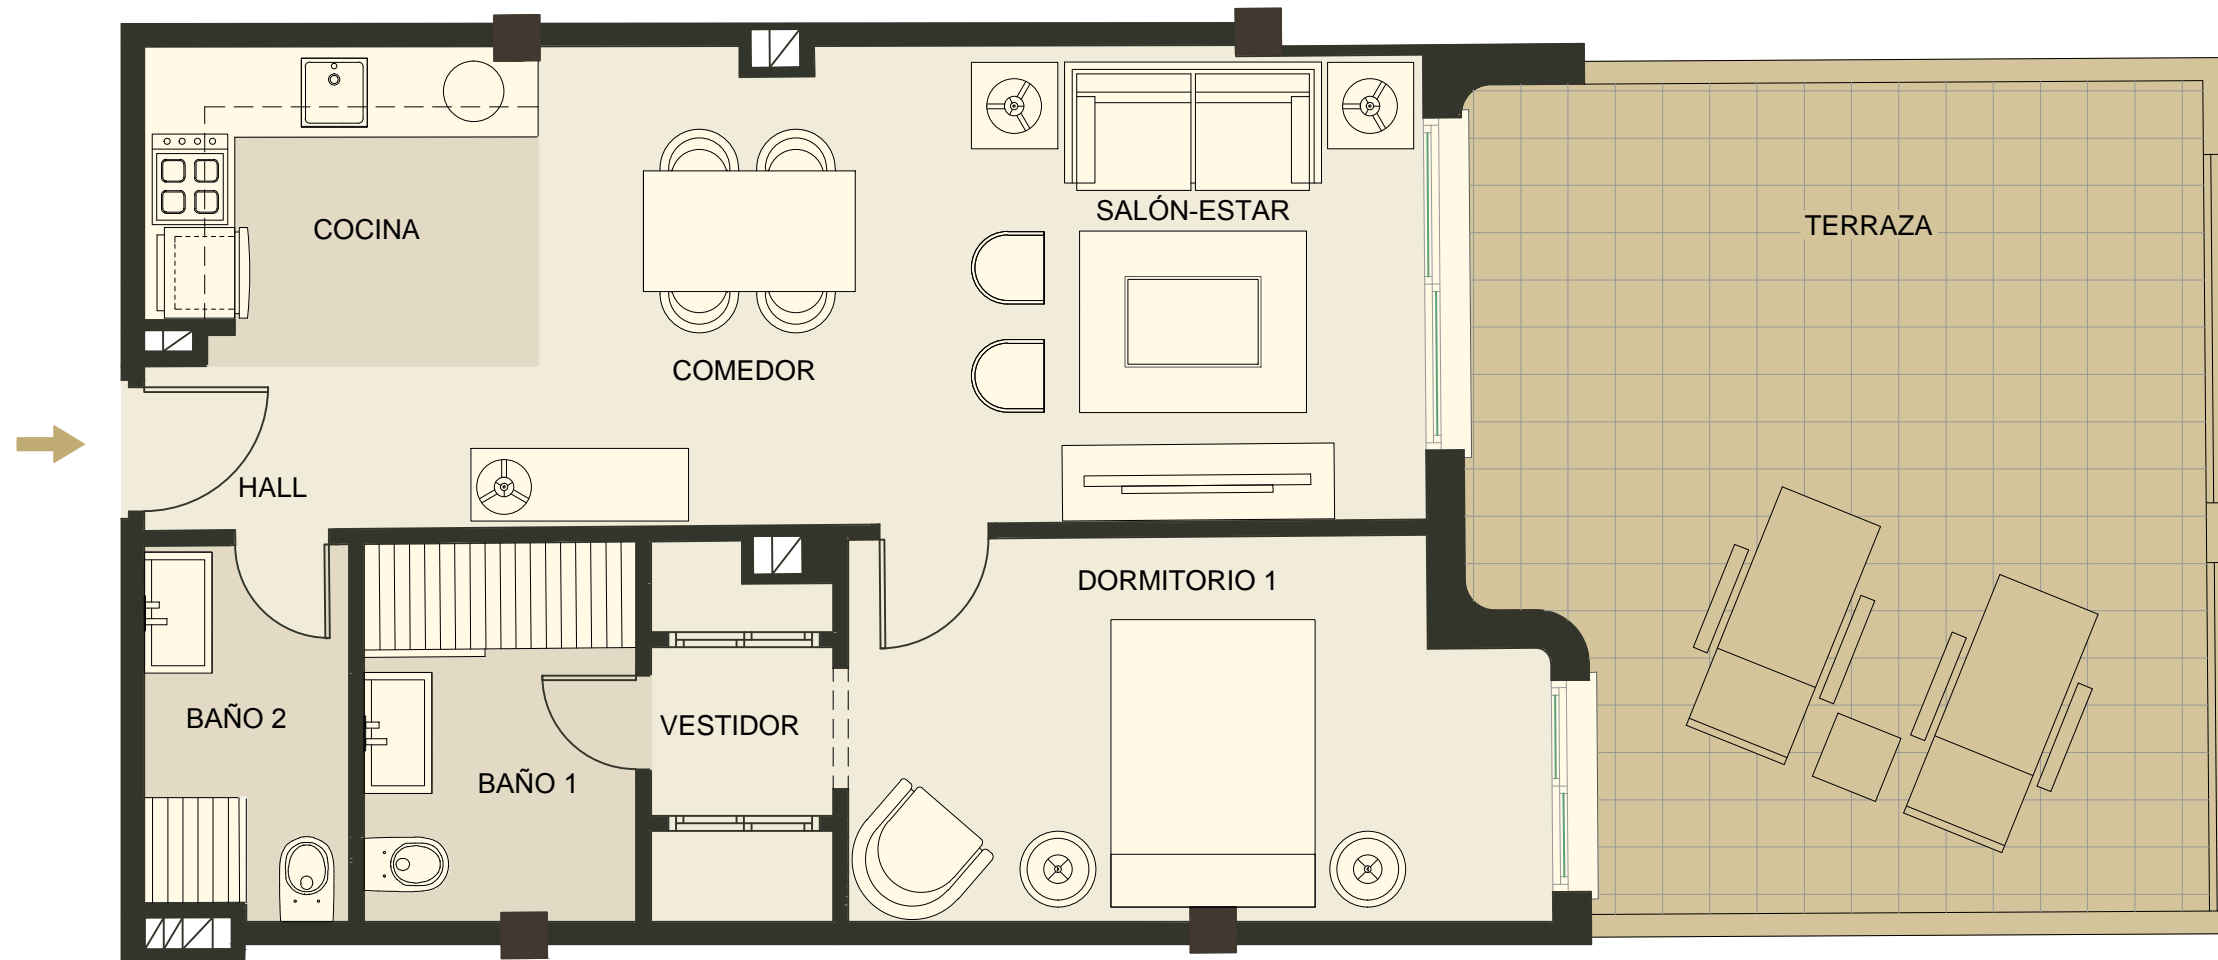 SALÓN-ESTAR
TERRAZA
COCINA
COMEDOR
HALL
DORMITORIO 1
BAÑO 2
VESTIDOR
BAÑO 1